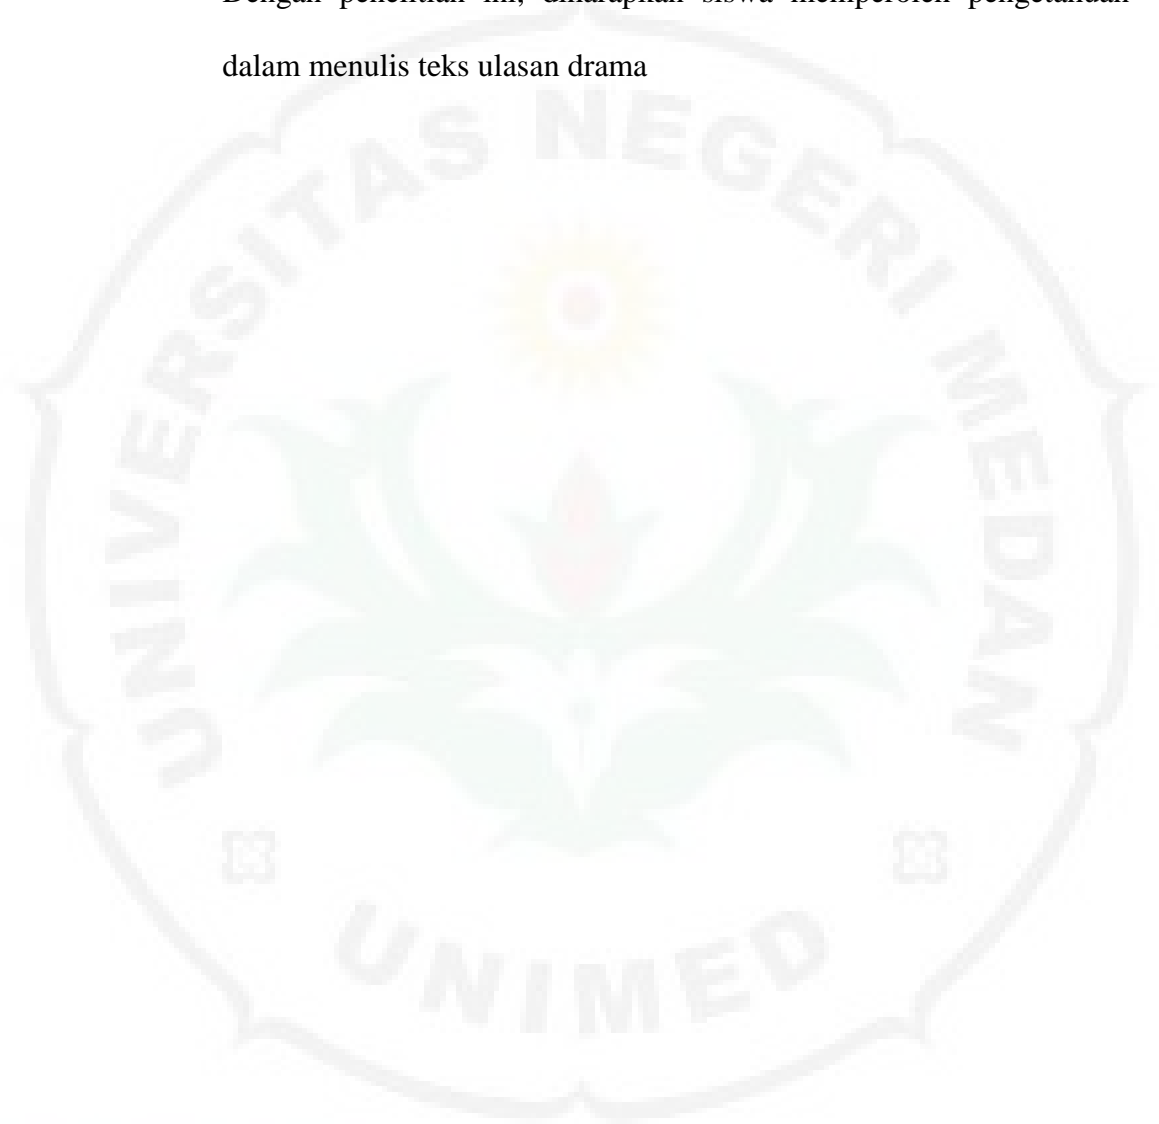 Dengan penelitian ini, diharapkan siswa memperoleh pengetahuan
dalam menulis teks ulasan drama
UNIVERSITAS NEGERI MEDAN
UNIMED